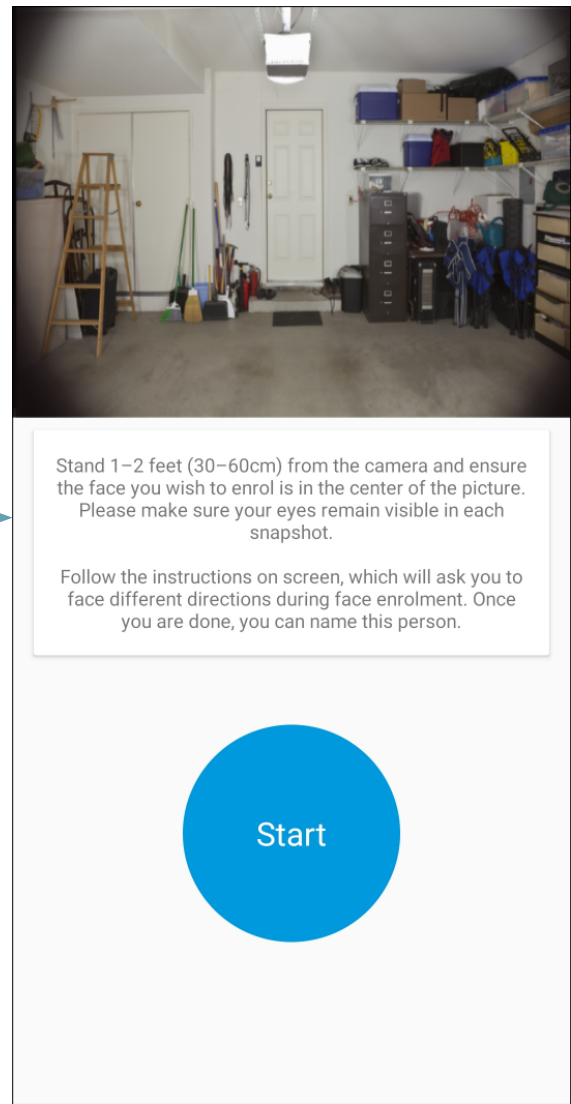 Stand 1–2 feet (30–60cm) from the camera and ensure
the face you wish to enrol is in the center of the picture.
Please make sure your eyes remain visible in each
snapshot.
Follow the instructions on screen, which will ask you to
face different directions during face enrolment. Once
you are done, you can name this person.
Start